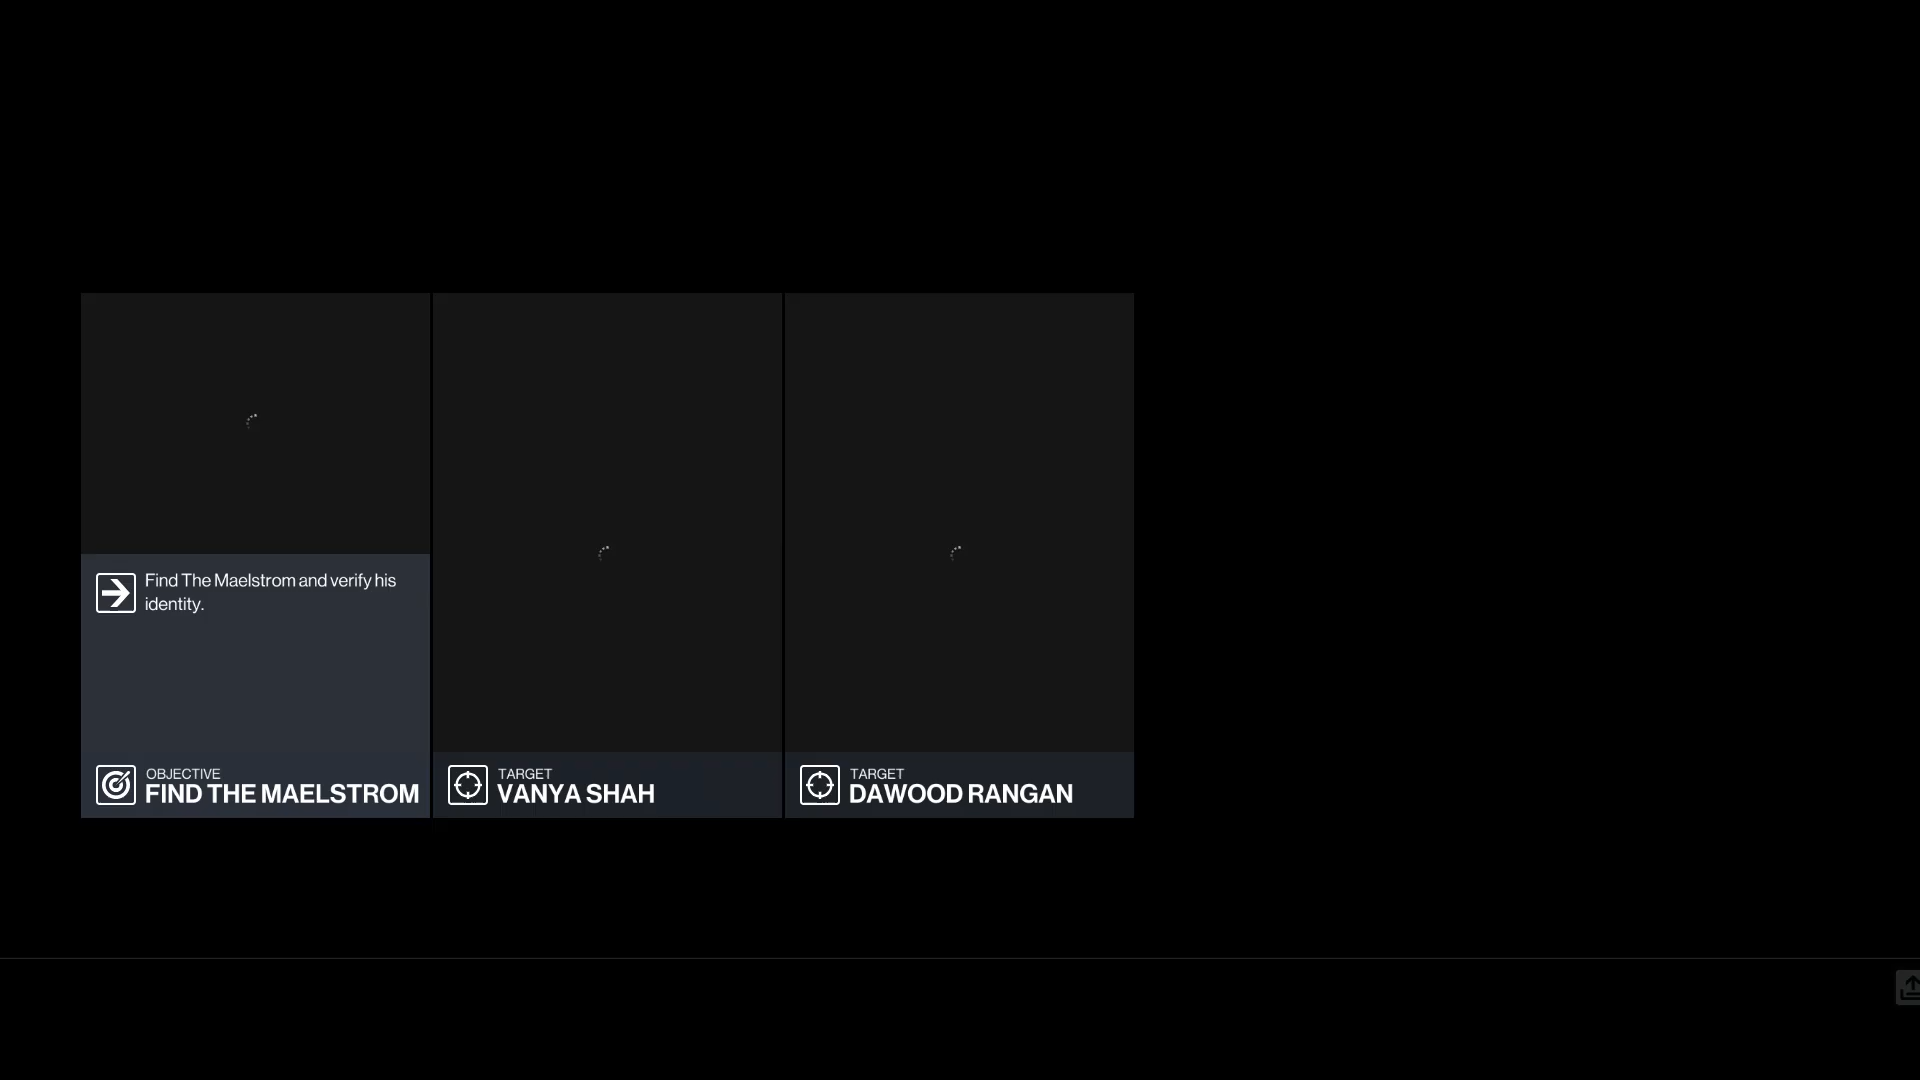 Find The Maelstrom and verify his
identity.
OBJECTIVE
FIND THE MAELSTROM
TARGET
VANYA SHAH
TARGET
DAWOOD RANGAN